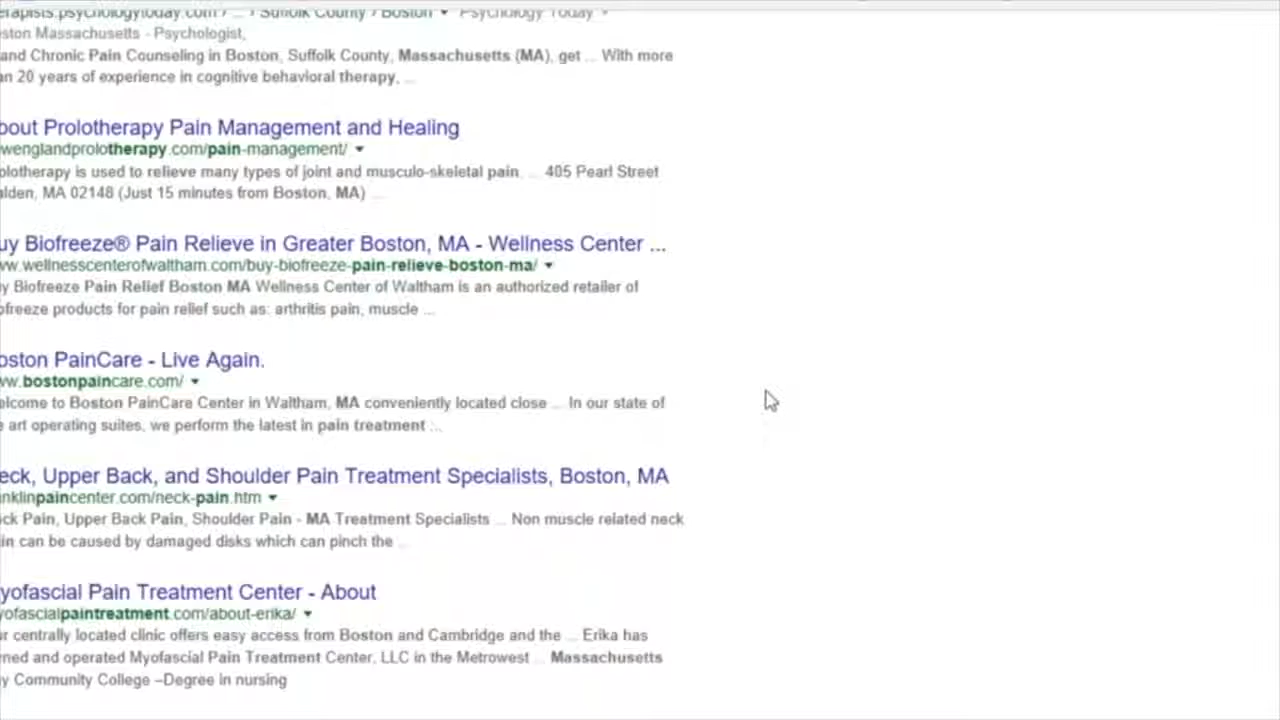 erapists.psychologytoday.com › ... › Suffolk County › Boston ▾ Psychology Today ▾
ston Massachusetts - Psychologist,
and Chronic Pain Counseling in Boston, Suffolk County, Massachusetts (MA), get ... With more
an 20 years of experience in cognitive behavioral therapy, ...
bout Prolotherapy Pain Management and Healing
wenglandprolotherapy.com/pain-management/ ▾
olotherapy is used to relieve many types of joint and musculo-skeletal pain. ... 405 Pearl Street
alden, MA 02148 (Just 15 minutes from Boston, MA) ...
uy Biofreeze® Pain Relieve in Greater Boston, MA - Wellness Center ...
ww.wellnesscenterofwaltham.com/buy-biofreeze-pain-relieve-boston-ma/ ▾
y Biofreeze Pain Relief Boston MA Wellness Center of Waltham is an authorized retailer of
ofreeze products for pain relief such as: arthritis pain, muscle ...
oston PainCare - Live Again.
ww.bostonpaincare.com/ ▾
elcome to Boston PainCare Center in Waltham, MA conveniently located close ... In our state of
e art operating suites, we perform the latest in pain treatment ...
eck, Upper Back, and Shoulder Pain Treatment Specialists, Boston, MA
nklinpaincenter.com/neck-pain.htm ▾
ck Pain, Upper Back Pain, Shoulder Pain - MA Treatment Specialists ... Non muscle related neck
in can be caused by damaged disks which can pinch the ...
yofascial Pain Treatment Center - About
yofascialpaintreatment.com/about-erika/ ▾
r centrally located clinic offers easy access from Boston and Cambridge and the ... Erika has
ned and operated Myofascial Pain Treatment Center, LLC in the Metrowest ... Massachusetts
y Community College –Degree in nursing